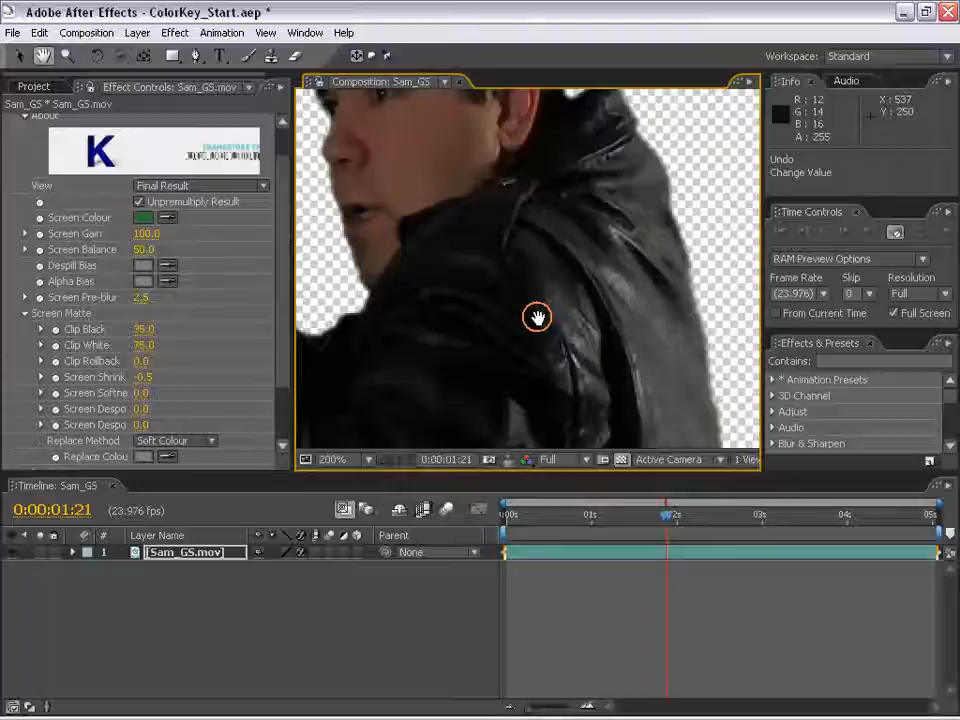 Adobe After Effects - ColorKey_Start.aep *
File Edit Composition Layer Effect Animation View Window Help
Workspace: Standard
Project Effect Controls: Sam_GS.mov
Composition: Sam_GS
Info Audio
Sam_GS * Sam_GS.mov
About
K
View Final Result
Unpremultiply Result
Screen Colour
Screen Gain 100.0
Screen Balance 50.0
Despill Bias
Alpha Bias
Screen Pre-blur 2.5
Screen Matte
Clip Black 35.0
Clip White 75.0
Clip Rollback 0.0
Screen Shrink -0.5
Screen Softne 0.0
Screen Despo 0.0
Screen Despo 0.0
Replace Method Soft Colour
Replace Colou
200% 0:00:01:21 Full Active Camera 1 View
R: 12 X: 537
G: 14 Y: 250
B: 16
A: 255
Undo
Change Value
Time Controls
RAM Preview Options
Frame Rate Skip Resolution
(23.976) 0 Full
From Current Time Full Screen
Effects & Presets
Contains:
* Animation Presets
3D Channel
Adjust
Audio
Blur & Sharpen
Timeline: Sam_GS
0:00:01:21 (23.976 fps)
:00s 01s 2s 03s 04s 05s
# Layer Name Parent
1 [Sam_GS.mov] None